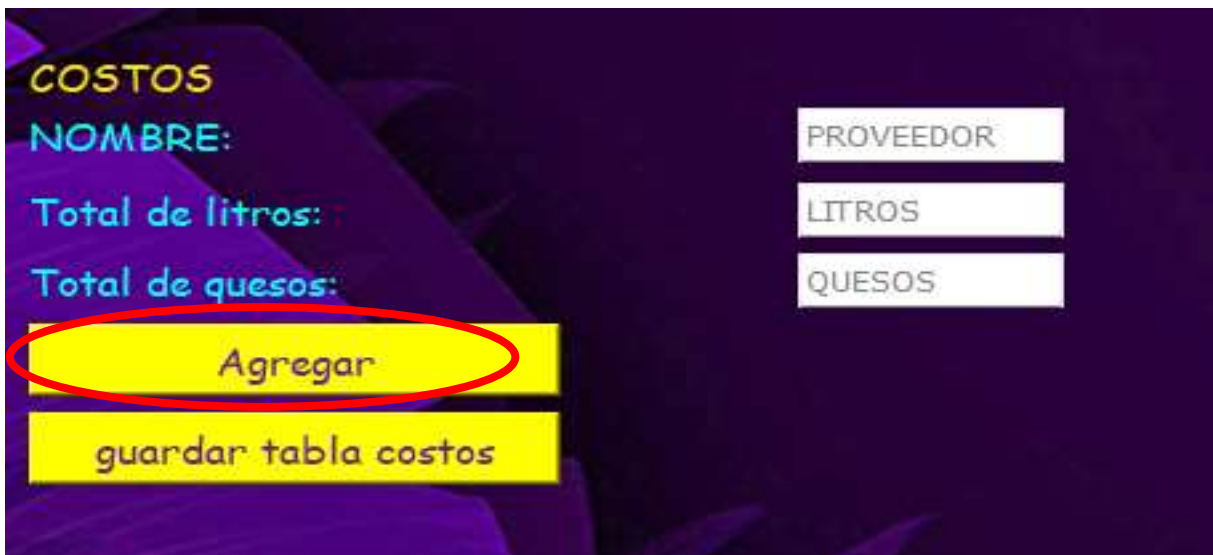 COSTOS
NOMBRE: PROVEEDOR
Total de litros: LITROS
Total de quesos: QUESOS
Agregar
guardar tabla costos